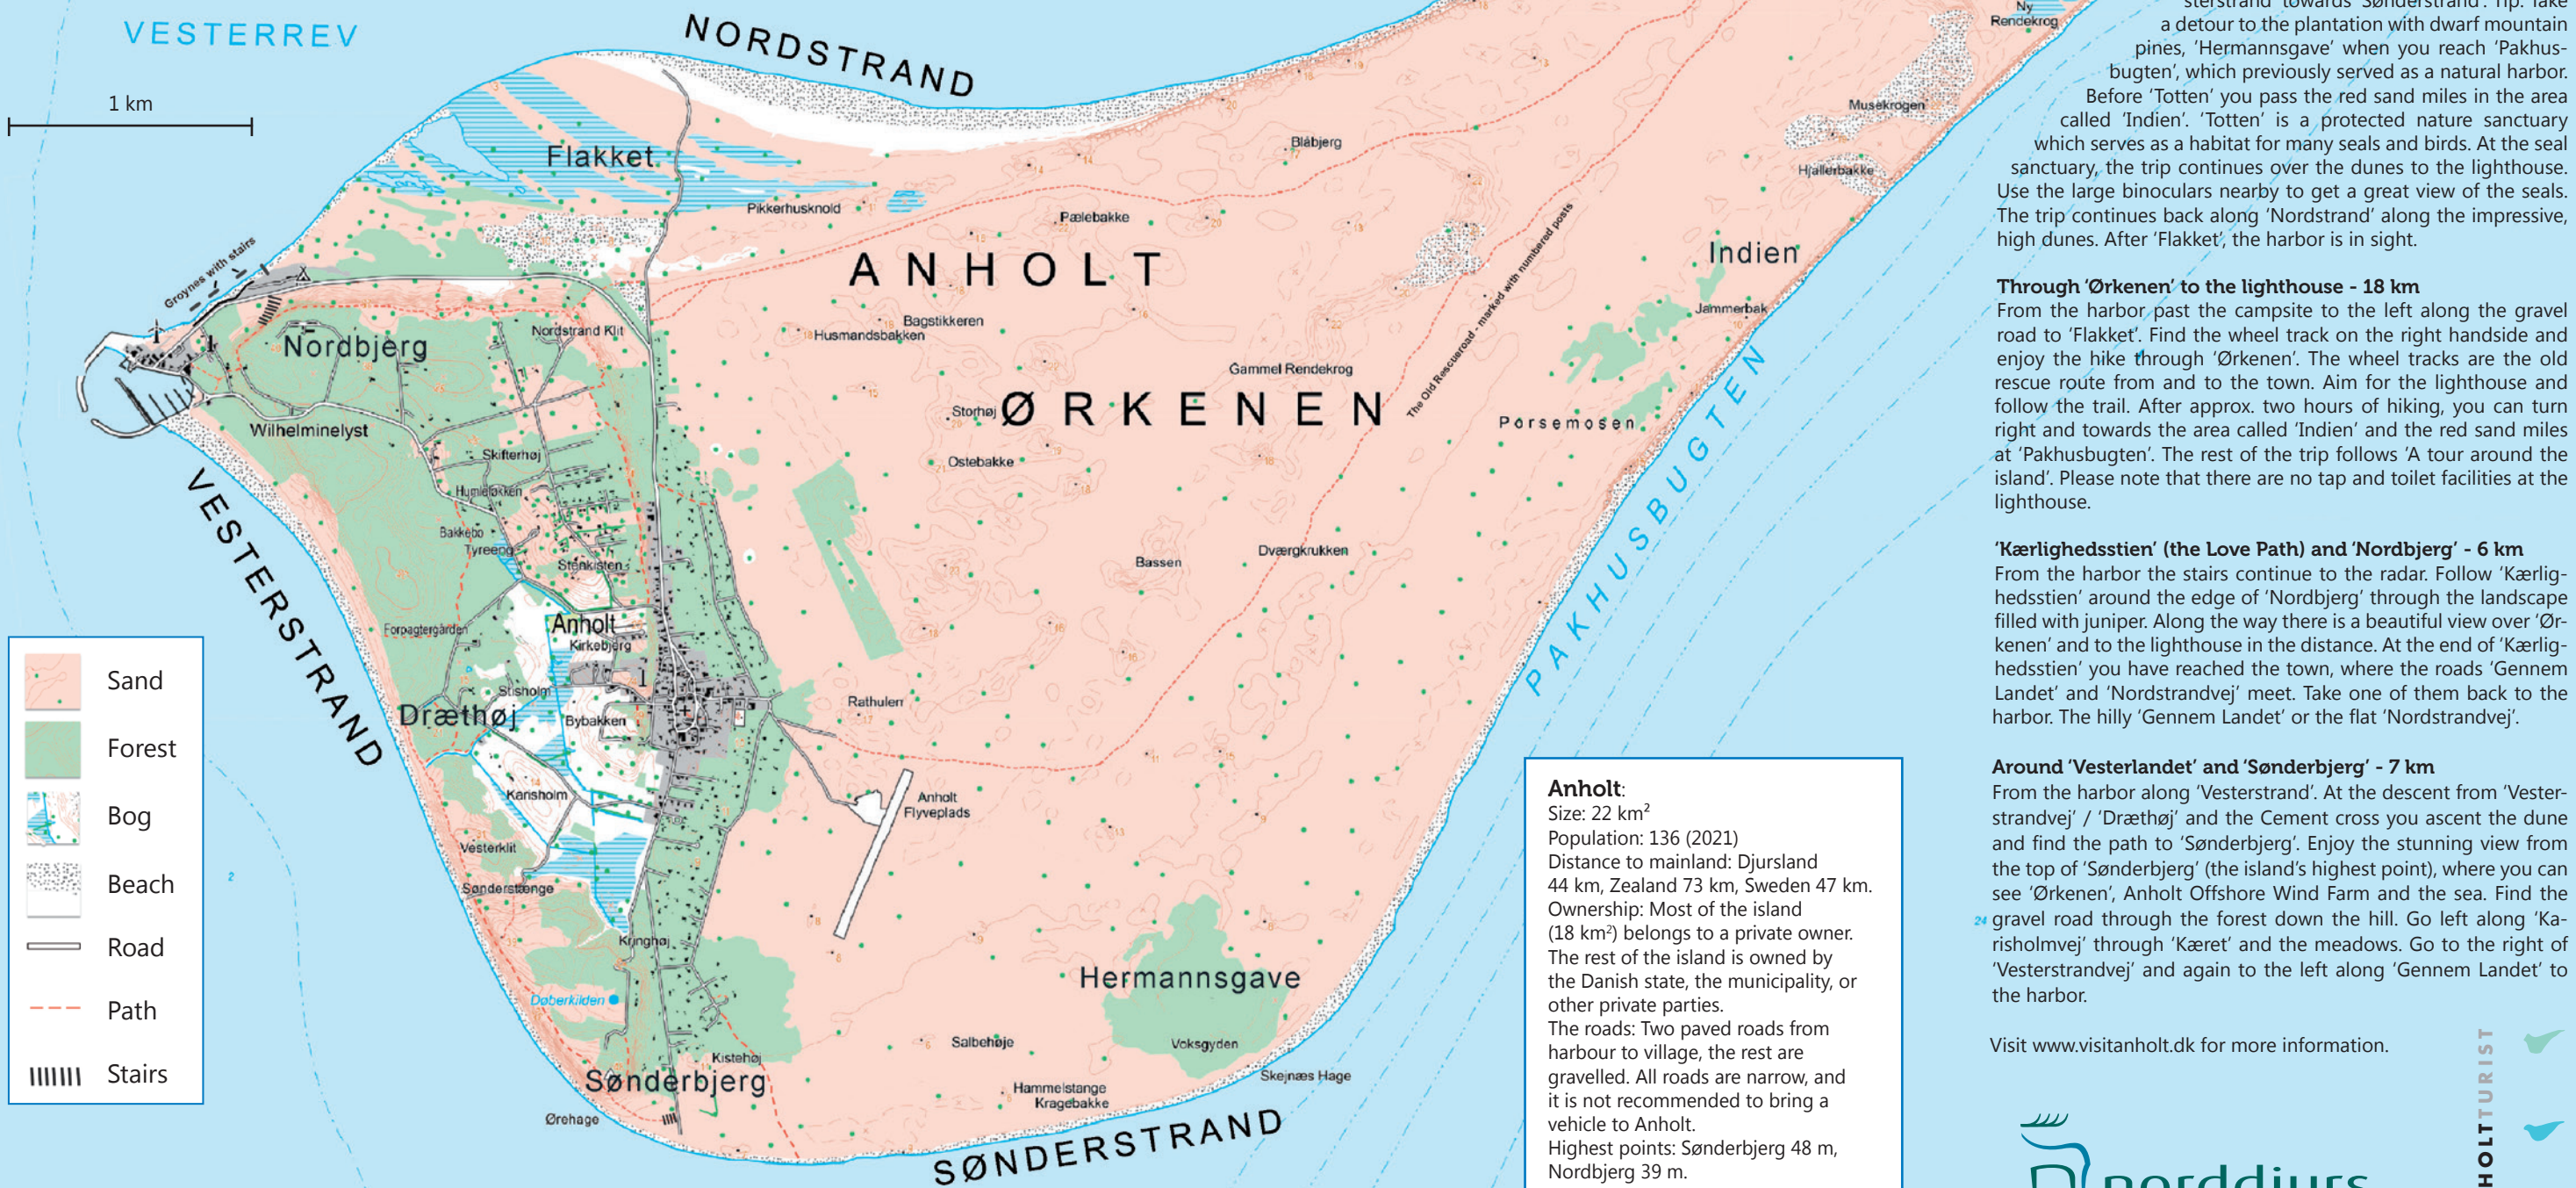 VESTERREV
1 km
NORDSTRAND
Flakket
Pikkerhusknold
Pælebakke
Blåbjerg
Ny
Rendekrog
Musekrogen
Hjallerbakke
Indien
Jammerbak
Groynes with stairs
ANHOLT
The Old Rescueroad - marked with numbered posts
Nordbjerg
Nordstrand Klit
Bagstikkeren
Husmandsbakken
Gammel Rendekrog
ØRKENEN
Storhøj
Porsemosen
Wilhelminelyst
Skifterhøj
Ostebakke
PAKHUSBUGTEN
VESTERSTRAND
Humleløkken
Bakkebo
Tyreeng
Stenkisten
Bassen
Dværgkrukken
Anholt
Kirkebjerg
Forpagtergården
Stisholm
Dræthøj
Bybakken
Rathulen
Karlsholm
Anholt
Flyveplads
Vesterklit
Sønderstænge
Kringhøj
Døberkilden
Hermannsgave
Salbehøje
Voksgyden
Kistehøj
Sønderbjerg
Hammelstange
Kragebakke
Skejnæs Hage
Ørehage
SØNDERSTRAND
2
24
Sand
Forest
Bog
Beach
Road
Path
Stairs
Anholt:
Size: 22 km²
Population: 136 (2021)
Distance to mainland: Djursland
44 km, Zealand 73 km, Sweden 47 km.
Ownership: Most of the island
(18 km²) belongs to a private owner.
The rest of the island is owned by
the Danish state, the municipality, or
other private parties.
The roads: Two paved roads from
harbour to village, the rest are
gravelled. All roads are narrow, and
it is not recommended to bring a
vehicle to Anholt.
Highest points: Sønderbjerg 48 m,
Nordbjerg 39 m.
sterstrand' towards 'Sønderstrand'. Tip: Take
a detour to the plantation with dwarf mountain
pines, 'Hermannsgave' when you reach 'Pakhus-
bugten', which previously served as a natural harbor.
Before 'Totten' you pass the red sand miles in the area
called 'Indien'. 'Totten' is a protected nature sanctuary
which serves as a habitat for many seals and birds. At the seal
sanctuary, the trip continues over the dunes to the lighthouse.
Use the large binoculars nearby to get a great view of the seals.
The trip continues back along 'Nordstrand' along the impressive,
high dunes. After 'Flakket', the harbor is in sight.
Through 'Ørkenen' to the lighthouse - 18 km
From the harbor past the campsite to the left along the gravel
road to 'Flakket'. Find the wheel track on the right handside and
enjoy the hike through 'Ørkenen'. The wheel tracks are the old
rescue route from and to the town. Aim for the lighthouse and
follow the trail. After approx. two hours of hiking, you can turn
right and towards the area called 'Indien' and the red sand miles
at 'Pakhusbugten'. The rest of the trip follows 'A tour around the
island'. Please note that there are no tap and toilet facilities at the
lighthouse.
'Kærlighedsstien' (the Love Path) and 'Nordbjerg' - 6 km
From the harbor the stairs continue to the radar. Follow 'Kærlig-
hedsstien' around the edge of 'Nordbjerg' through the landscape
filled with juniper. Along the way there is a beautiful view over 'Ør-
kenen' and to the lighthouse in the distance. At the end of 'Kærlig-
hedsstien' you have reached the town, where the roads 'Gennem
Landet' and 'Nordstrandvej' meet. Take one of them back to the
harbor. The hilly 'Gennem Landet' or the flat 'Nordstrandvej'.
Around 'Vesterlandet' and 'Sønderbjerg' - 7 km
From the harbor along 'Vesterstrand'. At the descent from 'Vester-
strandvej' / 'Dræthøj' and the Cement cross you ascent the dune
and find the path to 'Sønderbjerg'. Enjoy the stunning view from
the top of 'Sønderbjerg' (the island's highest point), where you can
see 'Ørkenen', Anholt Offshore Wind Farm and the sea. Find the
gravel road through the forest down the hill. Go left along 'Ka-
risholmvej' through 'Kæret' and the meadows. Go to the right of
'Vesterstrandvej' and again to the left along 'Gennem Landet' to
the harbor.
Visit www.visitanholt.dk for more information.
HOLTTURIST
norddjurs